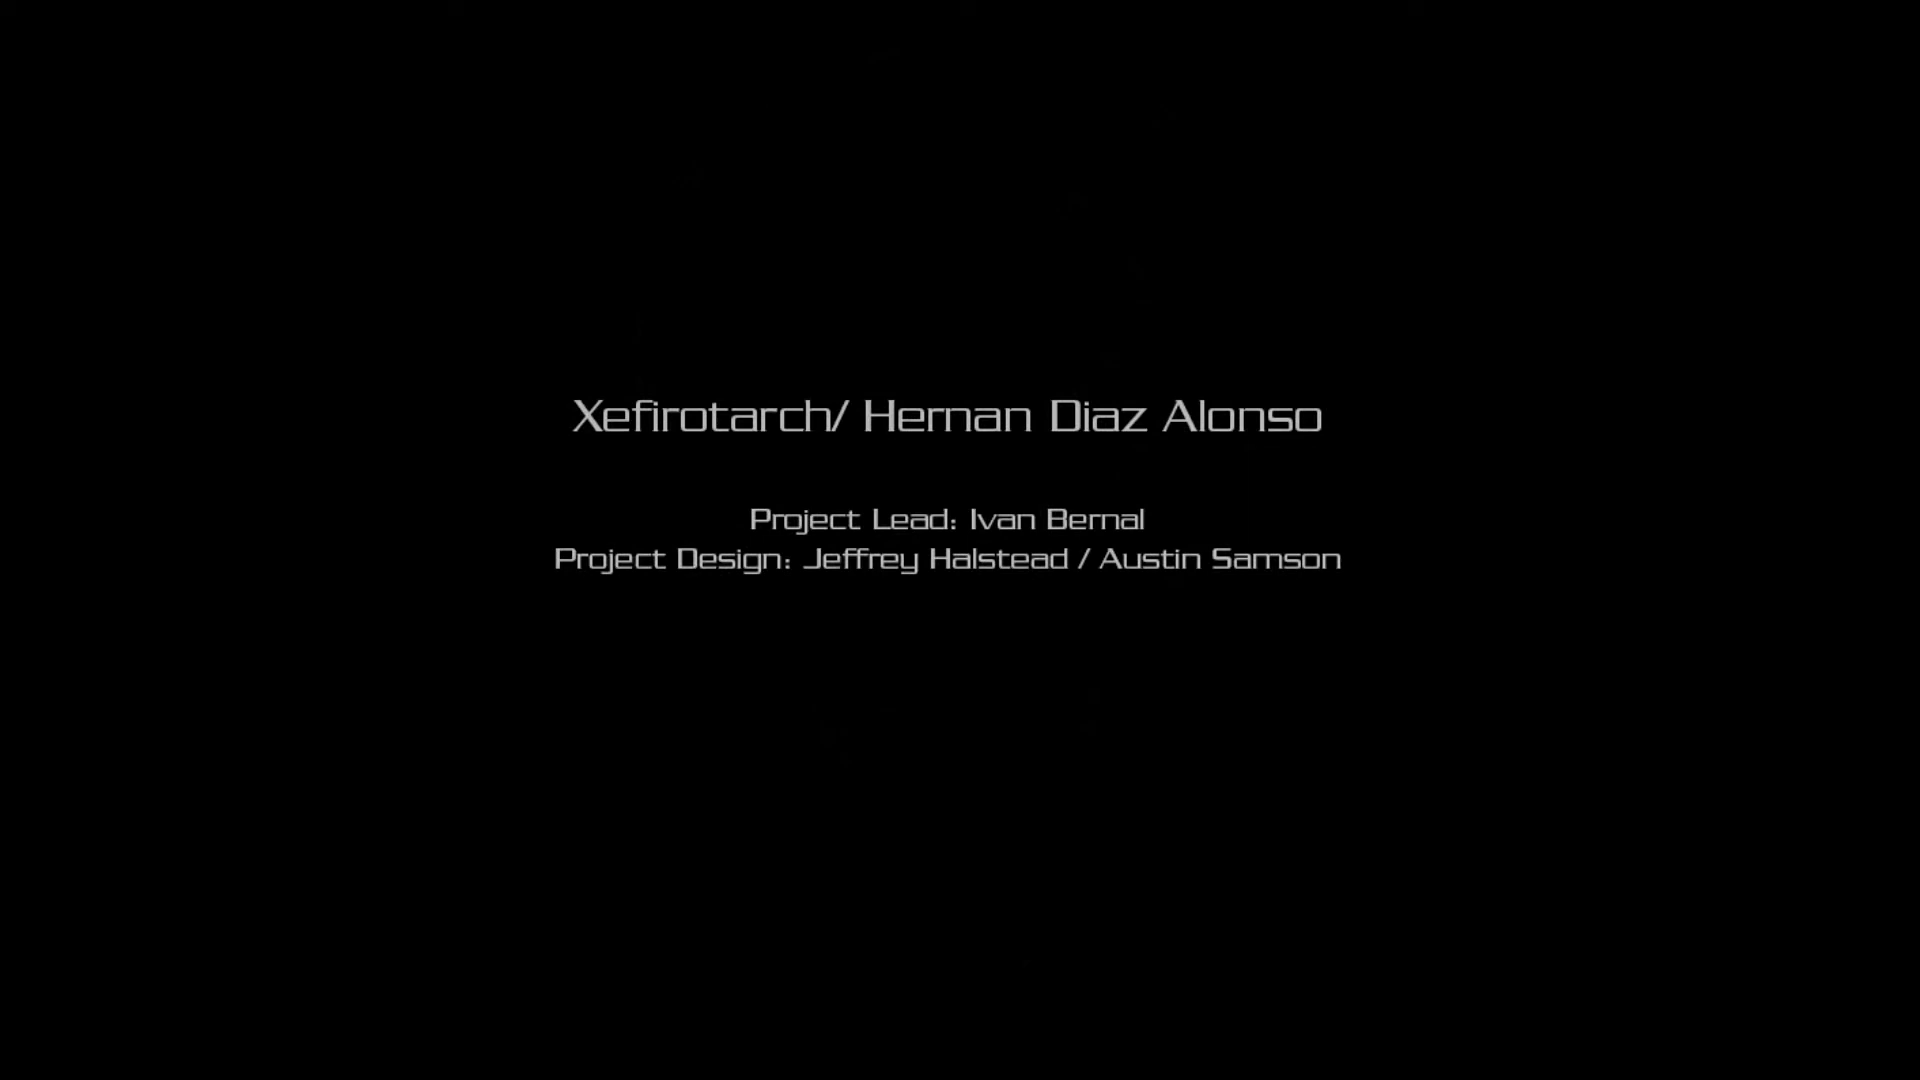 Xefirotarch/ Hernan Diaz Alonso
Project Lead: Ivan Bernal
Project Design: Jeffrey Halstead / Austin Samson